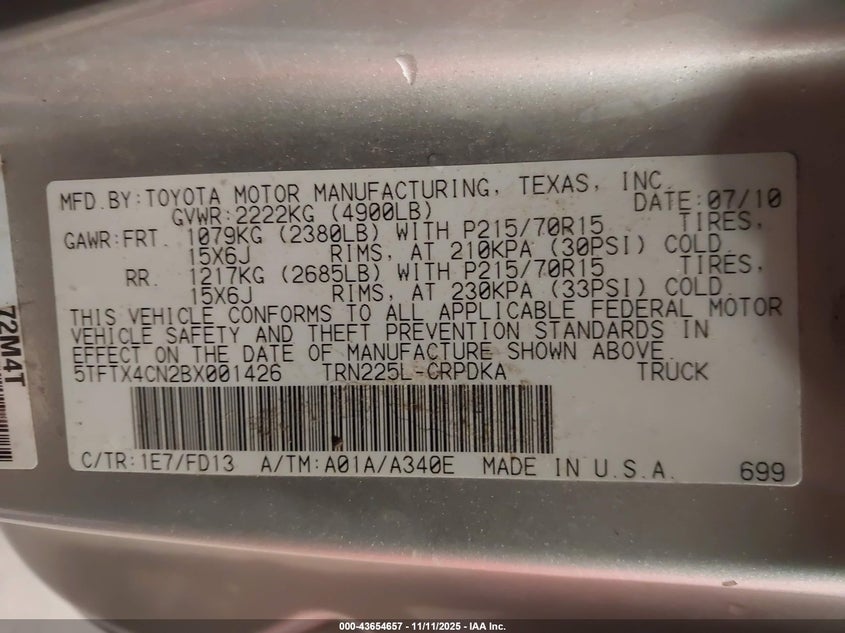 MFD.BY:TOYOTA MOTOR MANUFACTURING, TEXAS, INC.
GVWR:2222KG (4900LB) DATE:07/10
GAWR:FRT. 1079KG (2380LB) WITH P215/70R15 TIRES,
15X6J RIMS, AT 210KPA (30PSI) COLD.
RR. 1217KG (2685LB) WITH P215/70R15 TIRES,
15X6J RIMS, AT 230KPA (33PSI) COLD.
THIS VEHICLE CONFORMS TO ALL APPLICABLE FEDERAL MOTOR
VEHICLE SAFETY AND THEFT PREVENTION STANDARDS IN
EFFECT ON THE DATE OF MANUFACTURE SHOWN ABOVE.
5TFTX4CN2BX001426 TRN225L-CRPDKA TRUCK
C/TR:1E7/FD13 A/TM:A01A/A340E MADE IN U.S.A.
699
72M4T
000-43654657 - 11/11/2025 - IAA Inc.